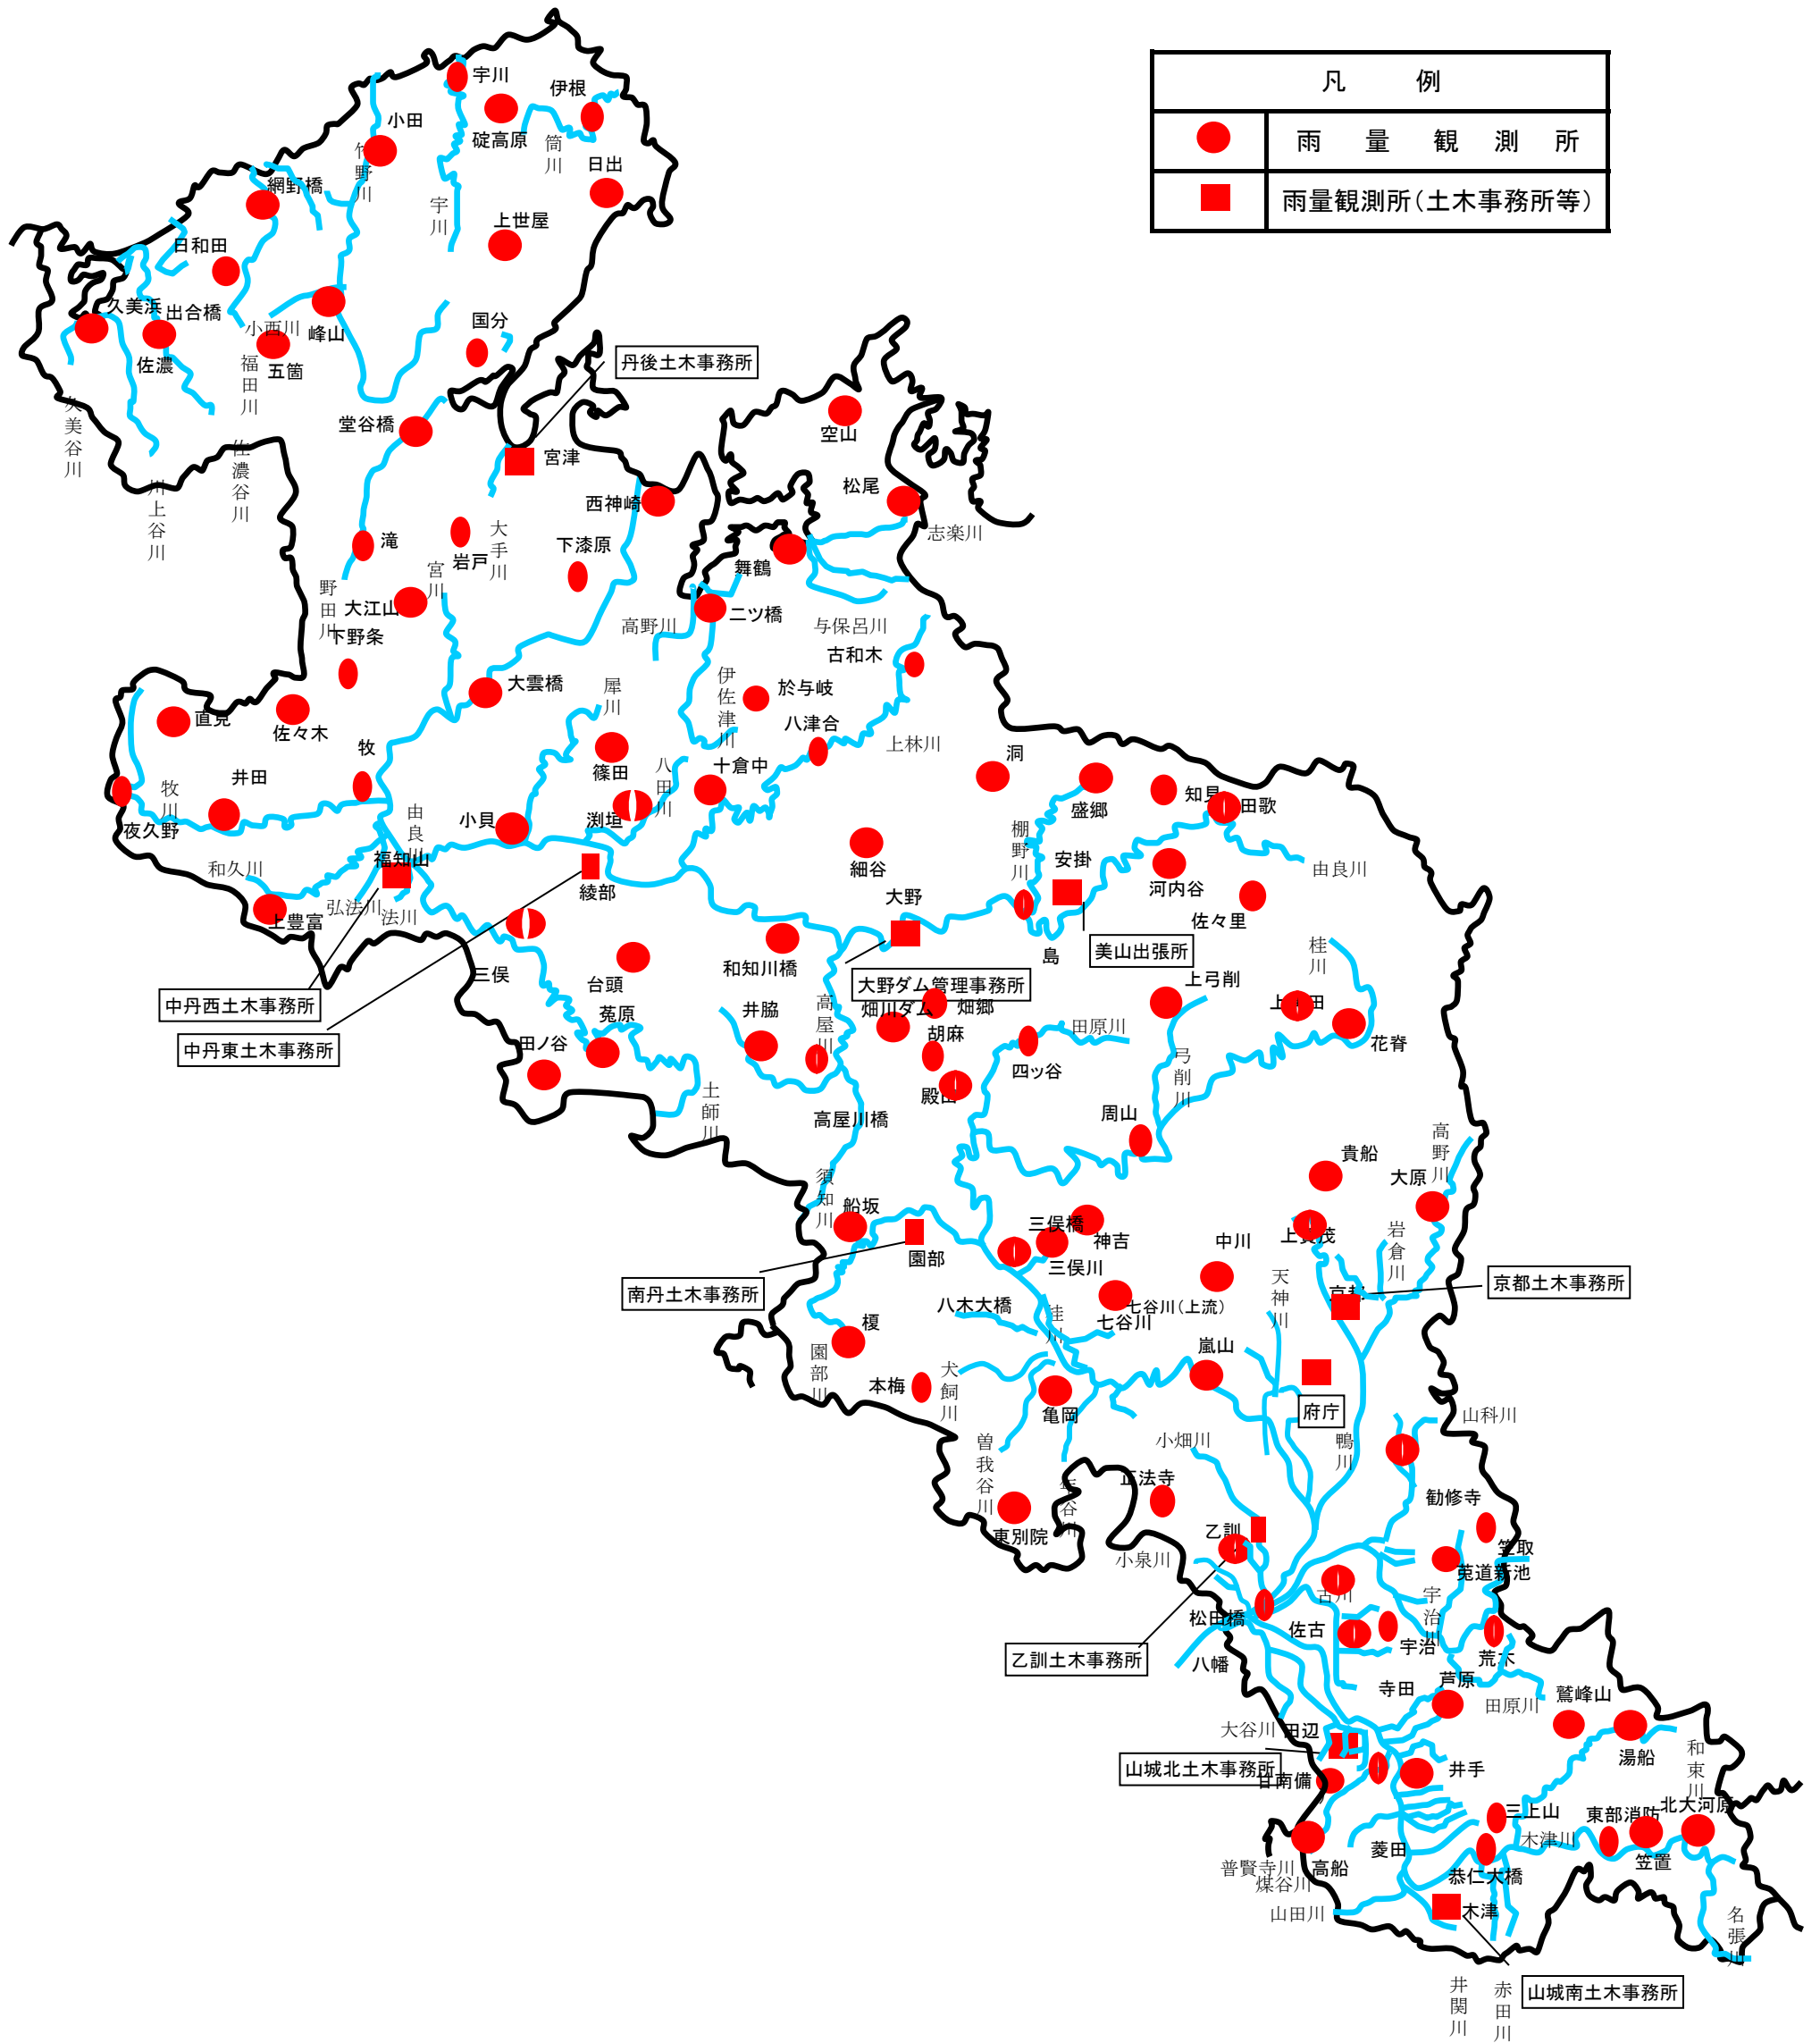 凡例
雨量観測所
雨量観測所（土木事務所等）
宇川
伊根
碇高原
筒川
小田
竹野川
日出
網野橋
宇川
上世屋
日和田
久美浜
出合橋
小西川
峰山
国分
佐濃
五箇
福田川
丹後土木事務所
久美谷川
川上谷川
佐濃谷川
堂谷橋
宮津
空山
松尾
西神崎
志楽川
滝
岩戸
大手川
下漆原
舞鶴
宮川
野田川
大江山
下野条
高野川
二ツ橋
与保呂川
古和木
大雲橋
犀川
伊佐津川
於与岐
八津合
上林川
直見
佐々木
牧
篠田
八田川
十倉中
洞
井田
牧川
夜久野
由良川
小貝
渕垣
盛郷
知見
田歌
棚野川
和久川
福知山
綾部
細谷
安掛
河内谷
由良川
上豊富
弘法川
法川
大野
佐々里
島
美山出張所
三俣
台頭
和知川橋
大野ダム管理事務所
桂川
中丹西土木事務所
中丹東土木事務所
菟原
井脇
高屋川
畑川ダム
畑郷
上弓削
花脊
田ノ谷
胡麻
田原川
四ッ谷
殿田
弓削川
土師川
高屋川橋
周山
高野川
貴船
大原
須知川
船坂
三俣橋
神吉
上賀茂
岩倉川
園部
三俣川
中川
天神川
京都
京都土木事務所
南丹土木事務所
八木大橋
桂川
七谷川（上流）
七谷川
榎
園部川
嵐山
本梅
犬飼川
亀岡
府庁
山科川
曽我谷川
小畑川
鴨川
正法寺
年谷川
勧修寺
東別院
乙訓
笠取
小泉川
菟道新池
古川
宇治川
松田橋
佐古
宇治
荒木
乙訓土木事務所
八幡
寺田
芦原
田原川
鷲峰山
大谷川
田辺
湯船
和束川
山城北土木事務所
甘南備
井手
三上山
東部消防
北大河原
木津川
菱田
恭仁大橋
笠置
普賢寺川
高船
煤谷川
山田川
木津
名張川
井関川
赤田川
山城南土木事務所